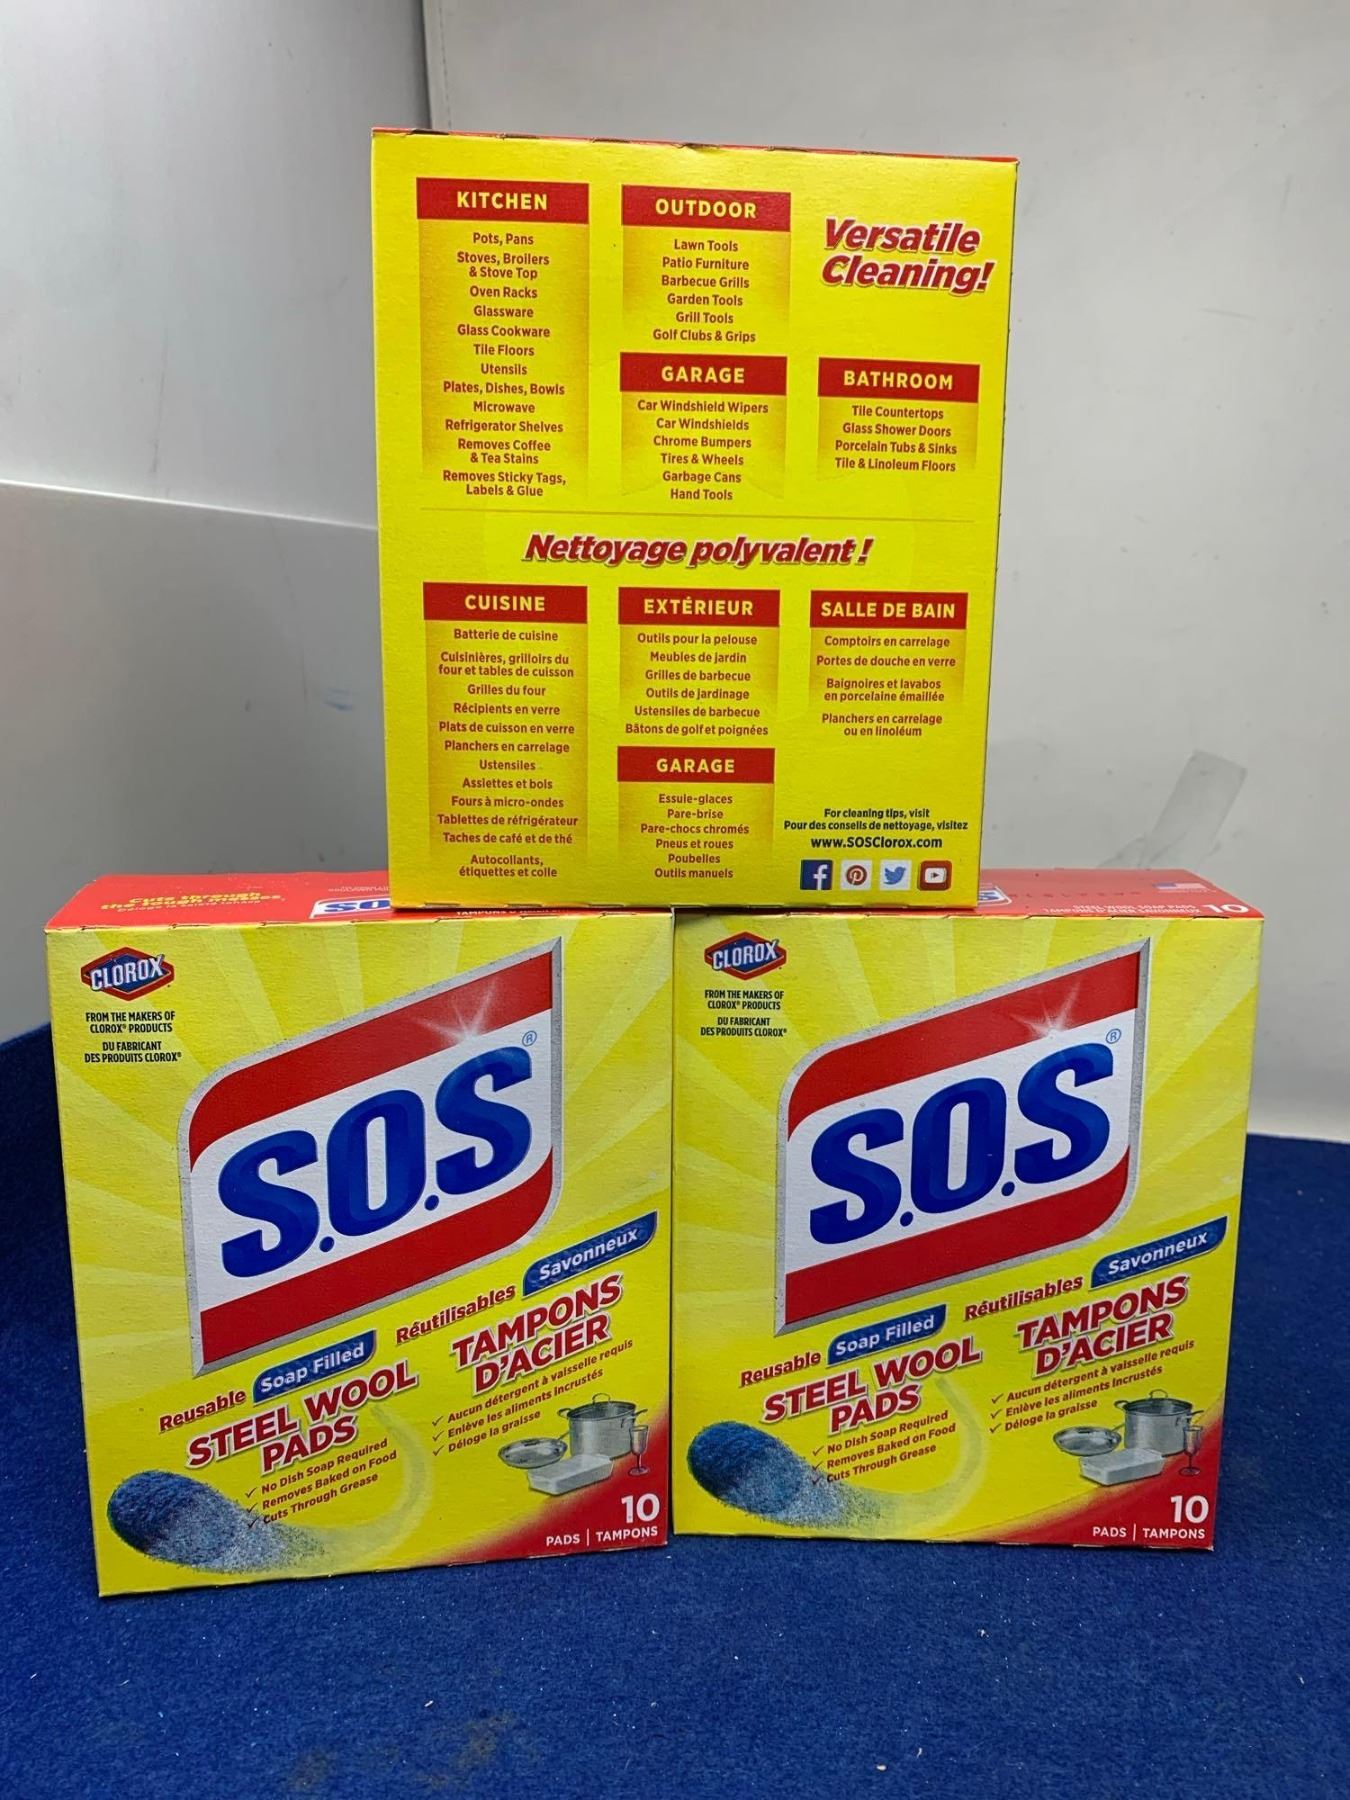 KITCHEN
Pots, Pans
Stoves, Broilers
& Stove Top
Oven Racks
Glassware
Glass Cookware
Tile Floors
Utensils
Plates, Dishes, Bowls
Microwave
Refrigerator Shelves
Removes Coffee
& Tea Stains
Removes Sticky Tags,
Labels & Glue
OUTDOOR
Lawn Tools
Patio Furniture
Barbecue Grills
Garden Tools
Grill Tools
Golf Clubs & Grips
GARAGE
Car Windshield Wipers
Car Windshields
Chrome Bumpers
Tires & Wheels
Garbage Cans
Hand Tools
Versatile
Cleaning!
BATHROOM
Tile Countertops
Glass Shower Doors
Porcelain Tubs & Sinks
Tile & Linoleum Floors
Nettoyage polyvalent !
CUISINE
Batterie de cuisine
Cuisinières, grilloirs du
four et tables de cuisson
Grilles du four
Récipients en verre
Plats de cuisson en verre
Planchers en carrelage
Ustensiles
Assiettes et bols
Fours à micro-ondes
Tablettes de réfrigérateur
Taches de café et de thé
Autocollants,
étiquettes et colle
EXTÉRIEUR
Outils pour la pelouse
Meubles de jardin
Grilles de barbecue
Outils de jardinage
Ustensiles de barbecue
Bâtons de golf et poignées
GARAGE
Essuie-glaces
Pare-brise
Pare-chocs chromés
Pneus et roues
Poubelles
Outils manuels
SALLE DE BAIN
Comptoirs en carrelage
Portes de douche en verre
Baignoires et lavabos
en porcelaine émaillée
Planchers en carrelage
ou en linoléum
For cleaning tips, visit
Pour des conseils de nettoyage, visitez
www.SOSClorox.com
Cuts through
the tough messes.
SO
CLOROX
FROM THE MAKERS OF
CLOROX® PRODUCTS
DU FABRICANT
DES PRODUITS CLOROX®
S.O.S®
Reusable Soap Filled
STEEL WOOL
PADS
✓ No Dish Soap Required
✓ Removes Baked on Food
✓ Cuts Through Grease
Réutilisables Savonneux
TAMPONS
D'ACIER
✓ Aucun détergent à vaisselle requis
✓ Enlève les aliments incrustés
✓ Déloge la graisse
10
PADS | TAMPONS
S
STEEL WOOL SOAP PADS
TAMPONS D'ACIER SAVONNEUX
10
CLOROX
FROM THE MAKERS OF
CLOROX® PRODUCTS
DU FABRICANT
DES PRODUITS CLOROX®
S.O.S®
Reusable Soap Filled
STEEL WOOL
PADS
✓ No Dish Soap Required
✓ Removes Baked on Food
✓ Cuts Through Grease
Réutilisables Savonneux
TAMPONS
D'ACIER
✓ Aucun détergent à vaisselle requis
✓ Enlève les aliments incrustés
✓ Déloge la graisse
10
PADS | TAMPONS